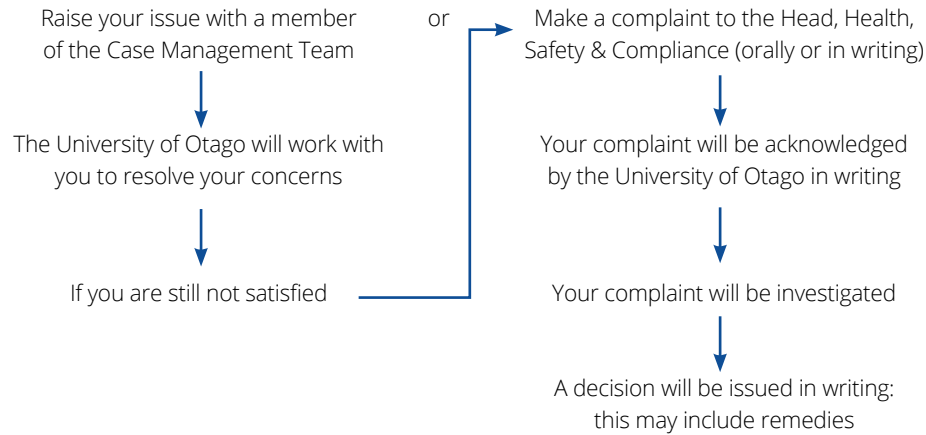 Raise your issue with a member
of the Case Management Team
The University of Otago will work with
you to resolve your concerns
If you are still not satisfied
or
Make a complaint to the Head, Health,
Safety & Compliance (orally or in writing)
Your complaint will be acknowledged
by the University of Otago in writing
Your complaint will be investigated
A decision will be issued in writing:
this may include remedies